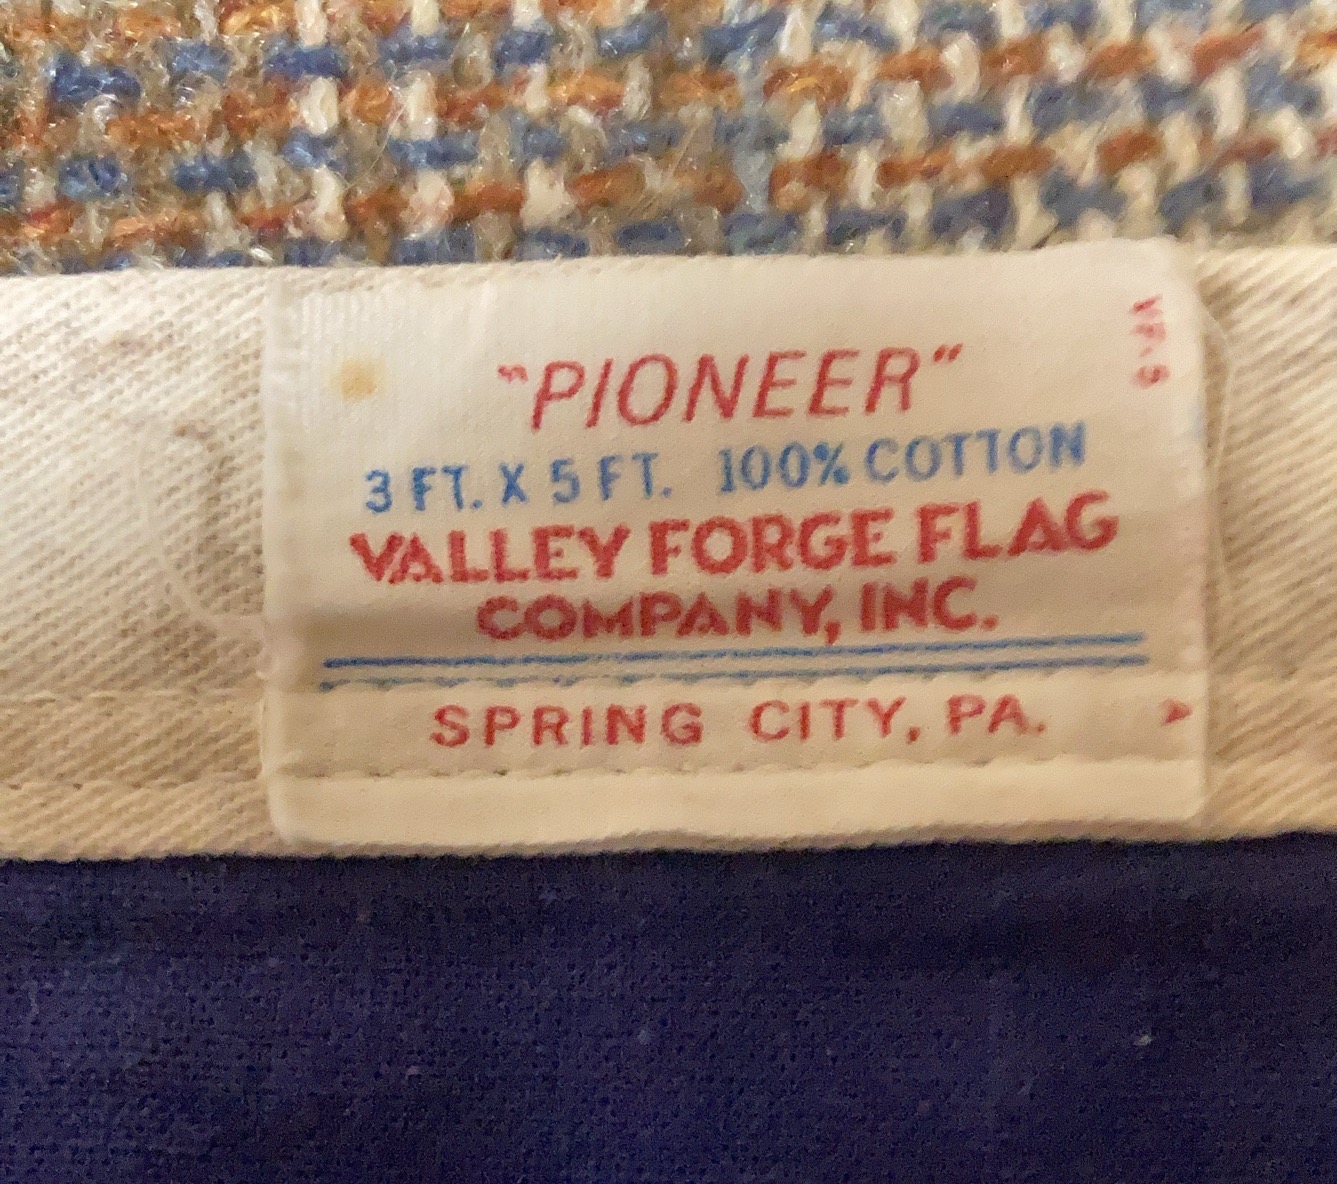 "PIONEER"
3 FT. X 5 FT. 100% COTTON
VALLEY FORGE FLAG
COMPANY, INC.
SPRING CITY, PA.
A